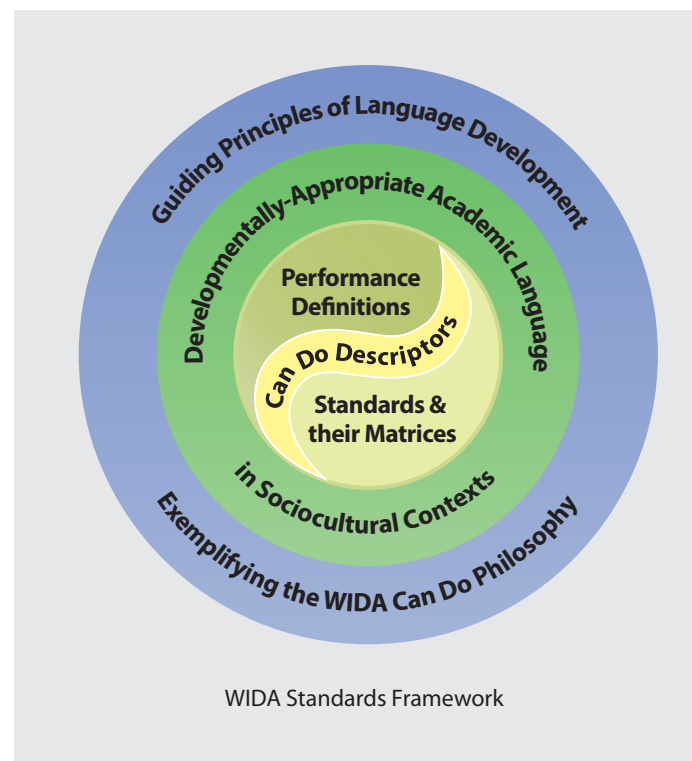 Guiding Principles of Language Development
Developmentally-Appropriate Academic Language
Performance
Definitions
Can Do Descriptors
Standards &
their Matrices
in Sociocultural Contexts
Exemplifying the WIDA Can Do Philosophy
WIDA Standards Framework